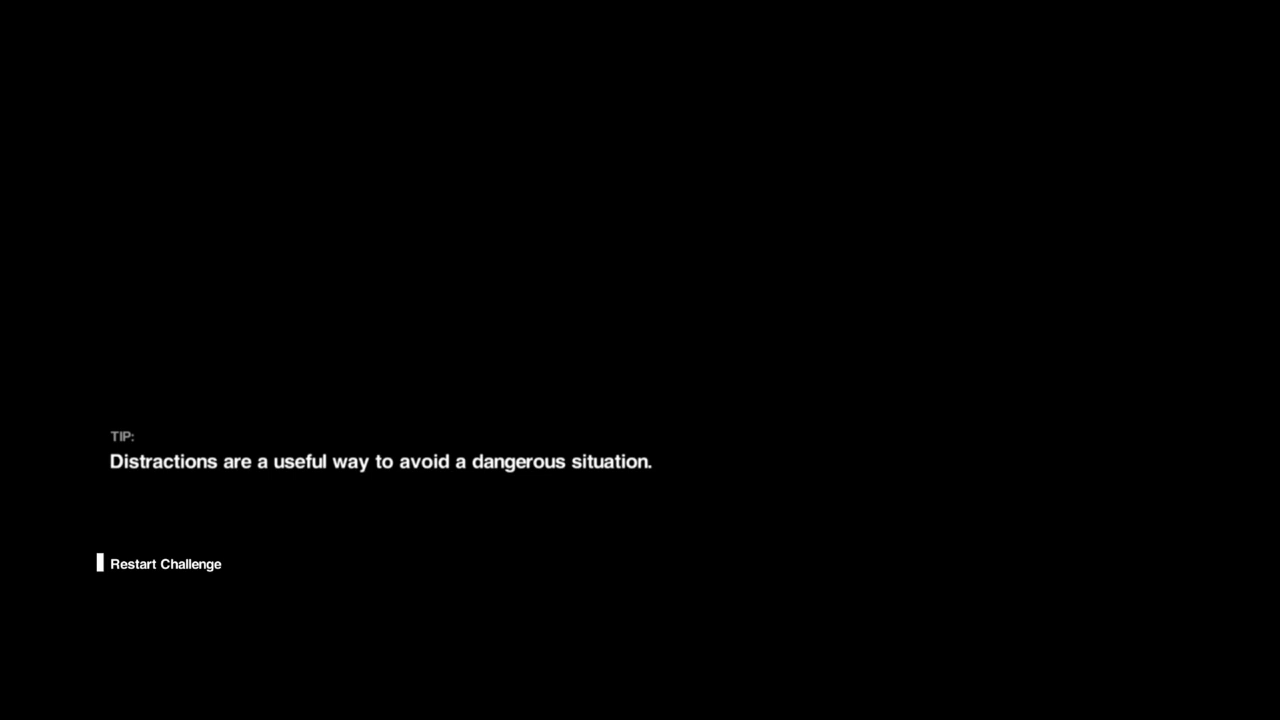 TIP:
Distractions are a useful way to avoid a dangerous situation.
Restart Challenge